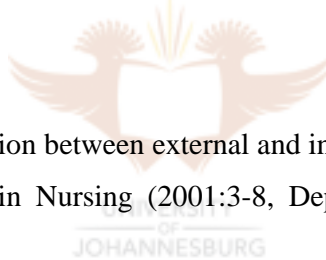 ion between external and in
in Nursing (2001:3-8, Dep
UNIVERSITY
OF
JOHANNESBURG